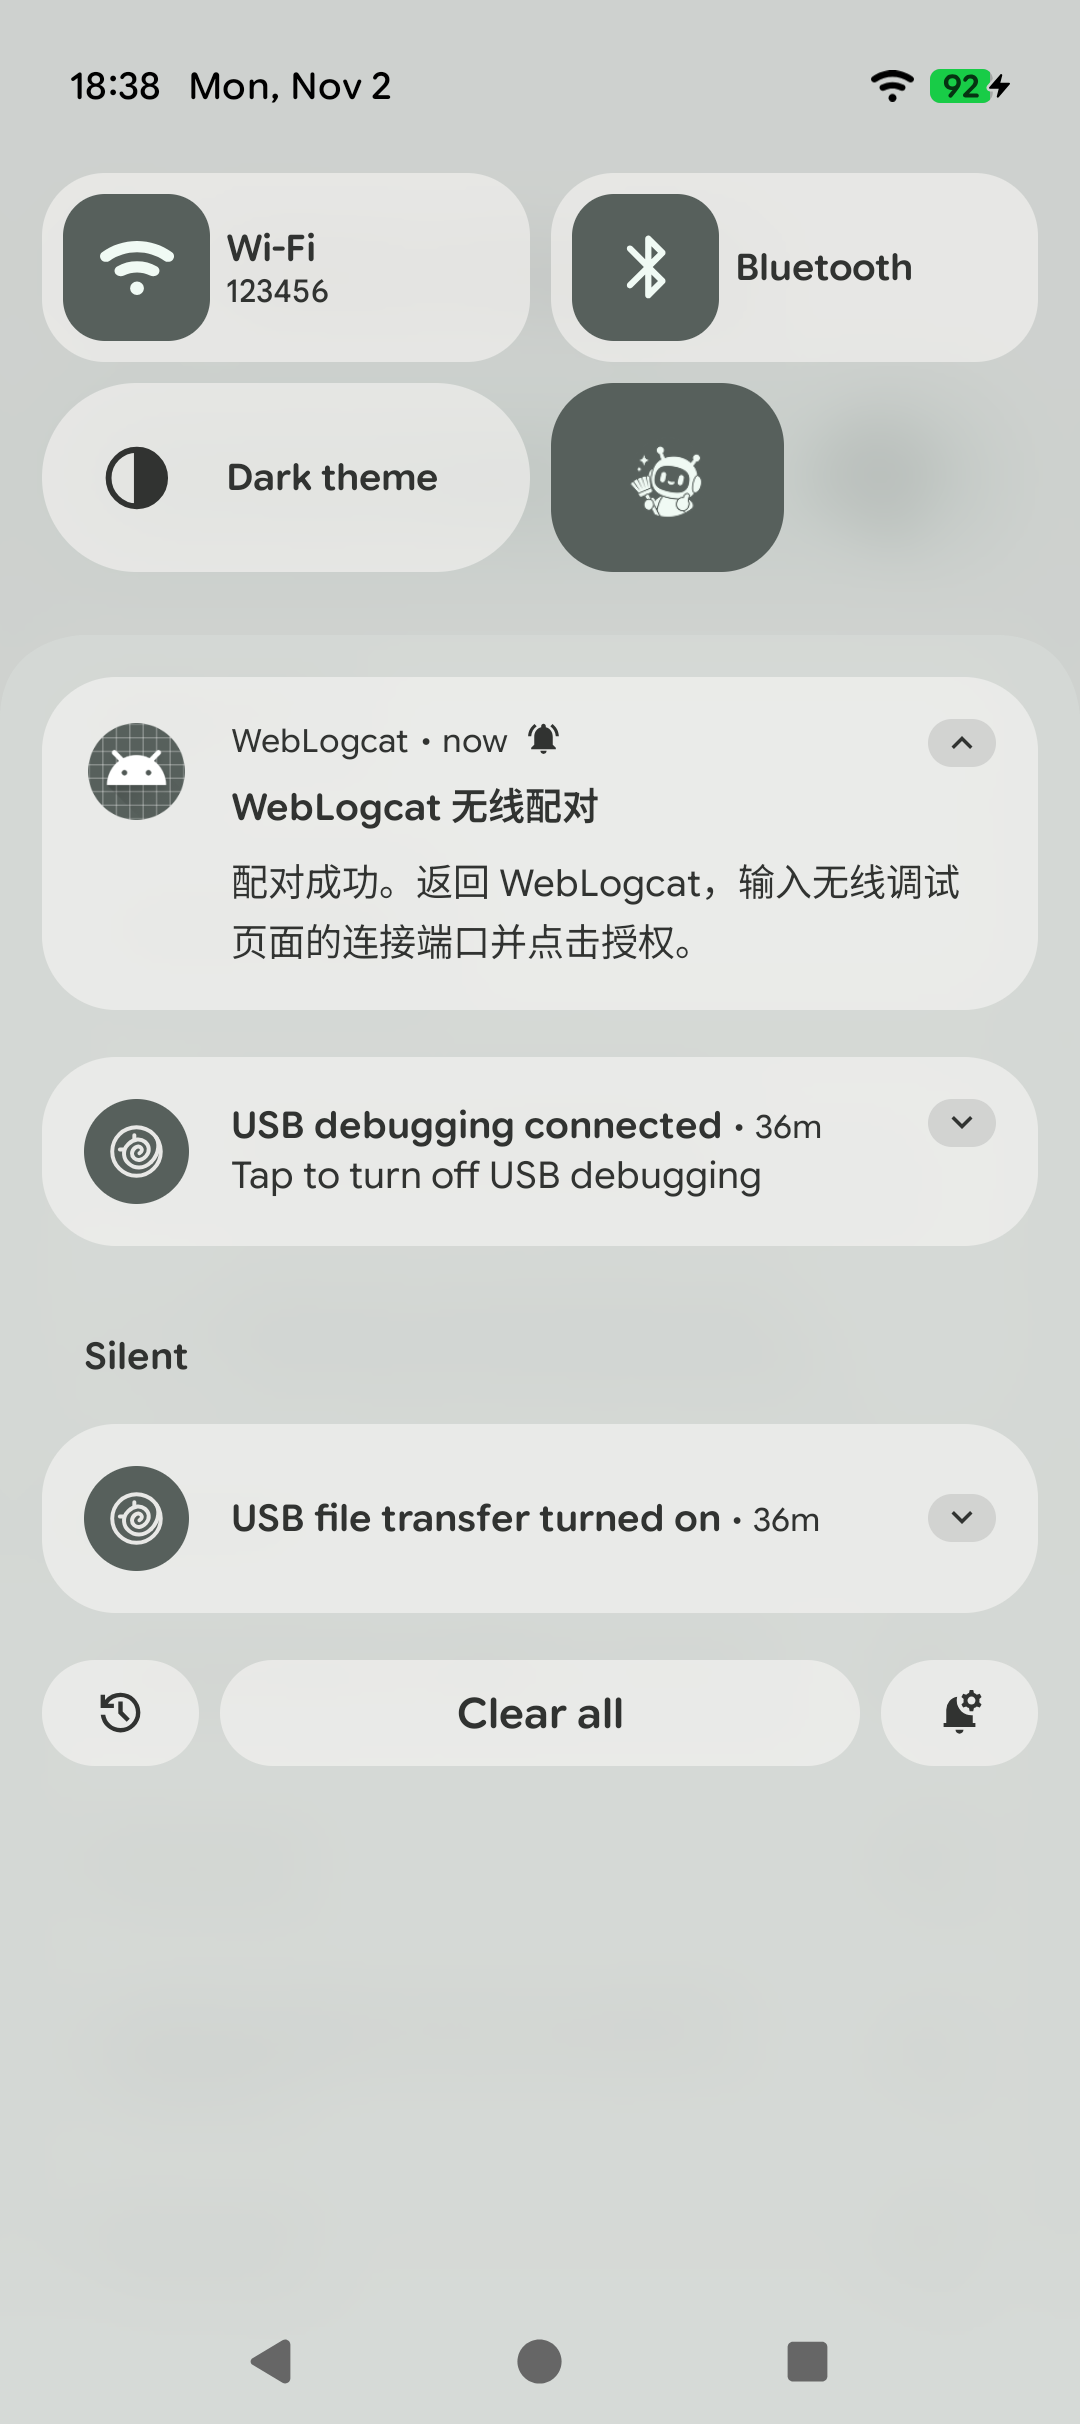 18:38 Mon, Nov 2
92
Wi-Fi
123456
Bluetooth
Dark theme
WebLogcat • now
WebLogcat 无线配对
配对成功。返回 WebLogcat，输入无线调试
页面的连接端口并点击授权。
USB debugging connected • 36m
Tap to turn off USB debugging
Silent
USB file transfer turned on • 36m
Clear all